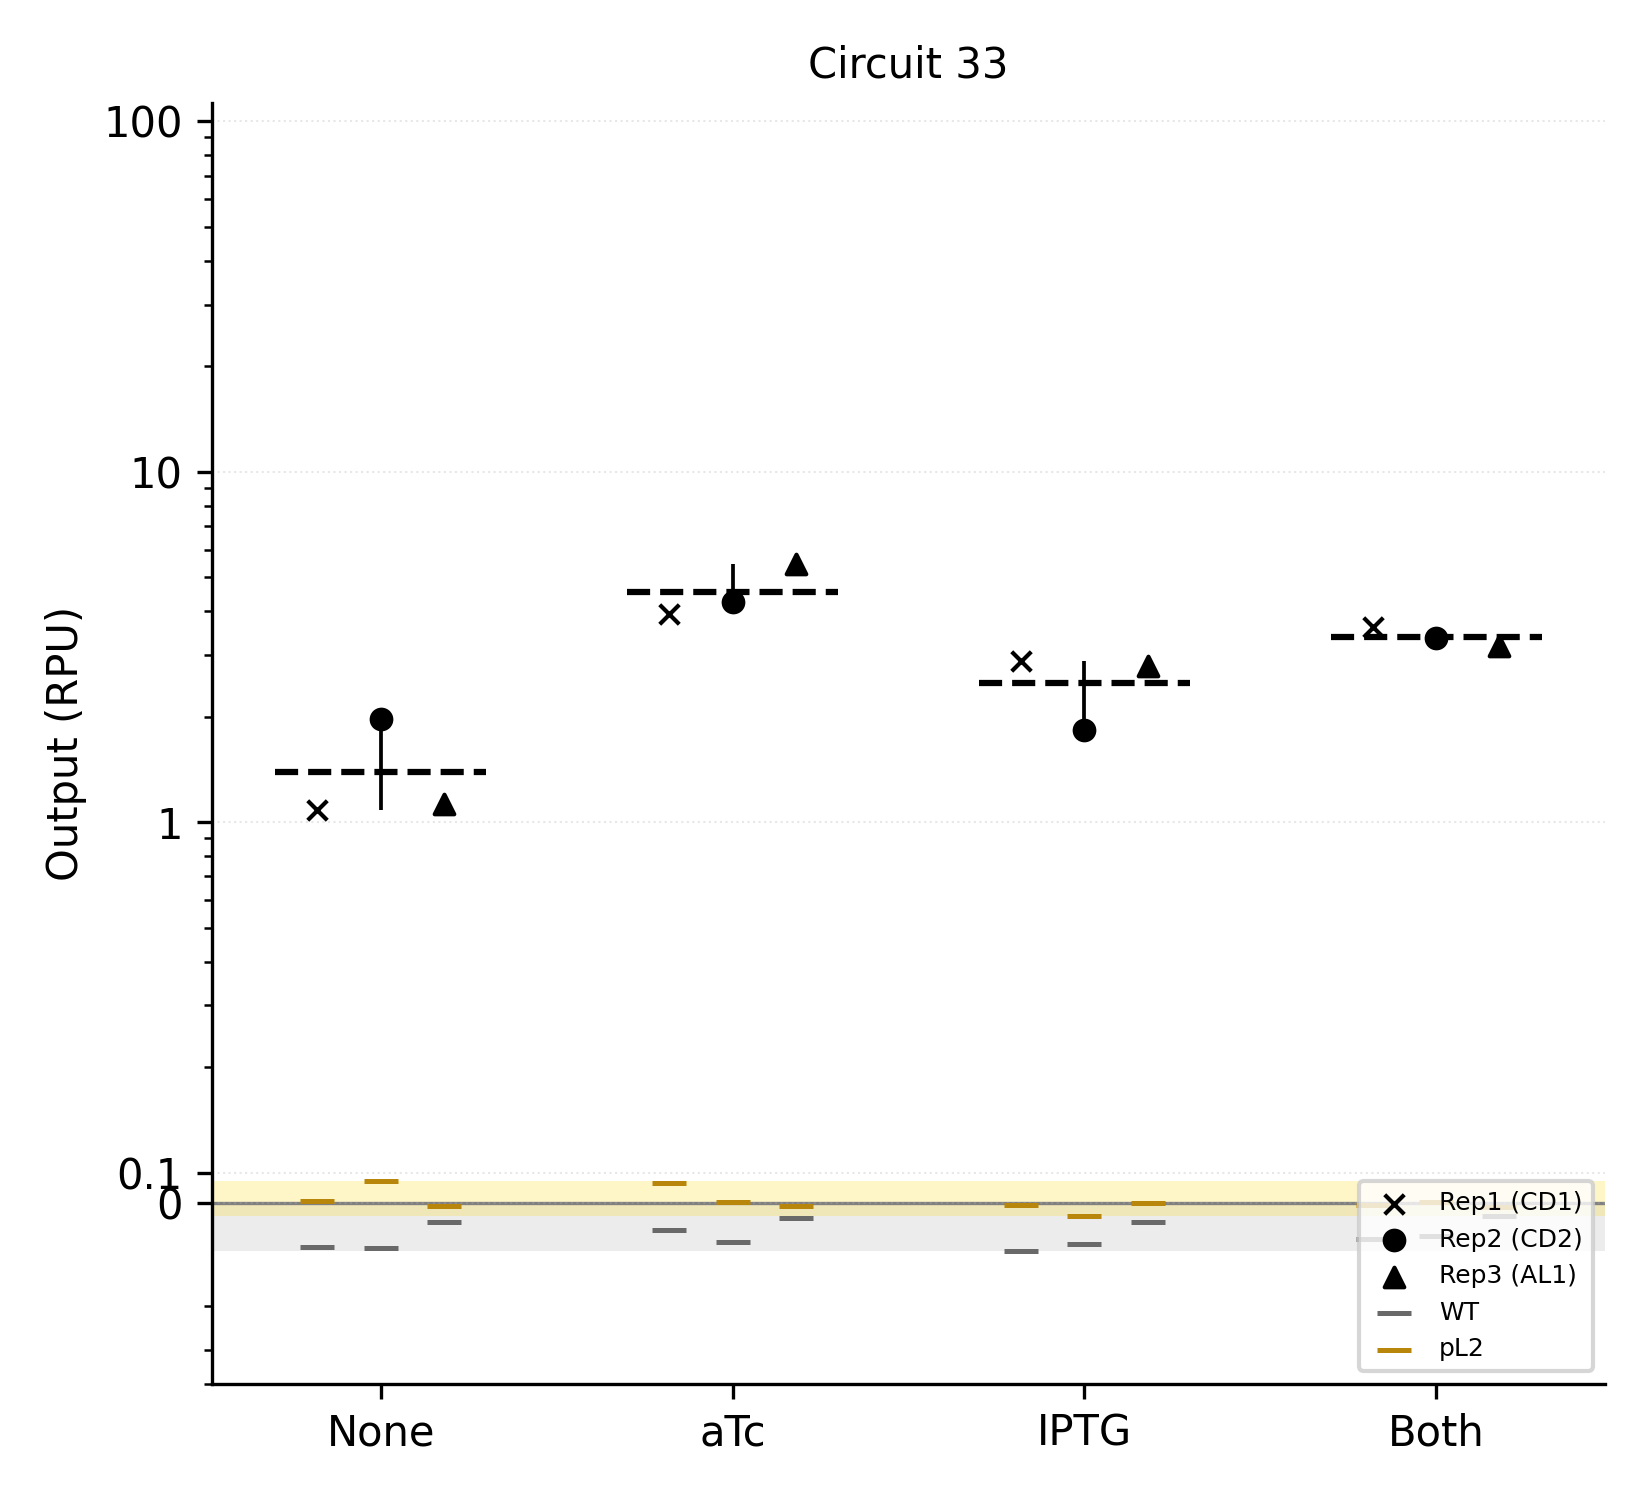 Circuit 33
100
10
1
0.1
0
Output (RPU)
None
aTc
IPTG
Both
Rep1 (CD1)
Rep2 (CD2)
Rep3 (AL1)
WT
pL2